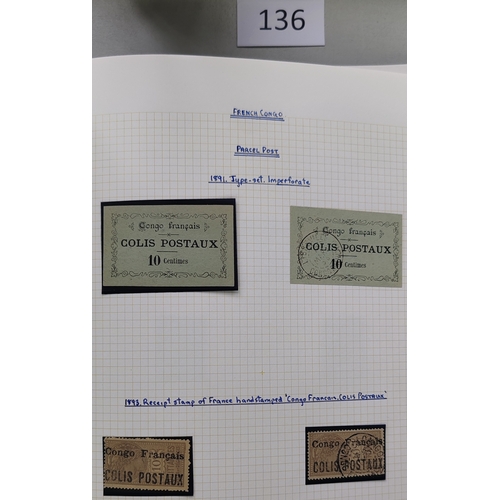 136
FRENCH CONGO
PARCEL POST
1891. Type-set. Imperforate
Congo français
COLIS POSTAUX
10 Centimes
Congo français
COLIS POSTAUX
10 Centimes
1893. Receipt stamp of France handstamped "Congo Francais. COLIS POSTAUX"
Congo Français
COLIS POSTAUX
Congo Français
COLIS POSTAUX